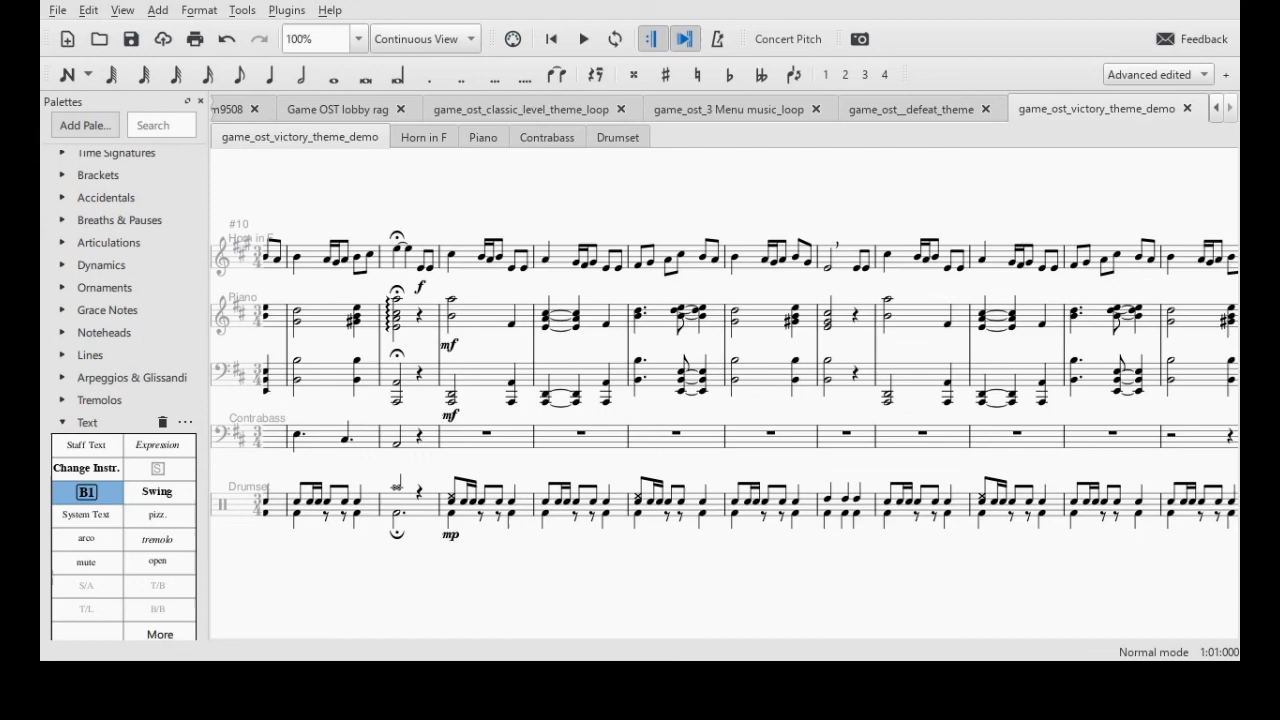 File Edit View Add Format Tools Plugins Help
100% Continuous View Concert Pitch Feedback
1 2 3 4 Advanced edited +
Palettes
m9508 Game OST lobby rag game_ost_classic_level_theme_loop game_ost_3 Menu music_loop game_ost__defeat_theme game_ost_victory_theme_demo
Add Pale... Search
game_ost_victory_theme_demo Horn in F Piano Contrabass Drumset
Time Signatures
Brackets
Accidentals
Breaths & Pauses
Articulations
Dynamics
Ornaments
Grace Notes
Noteheads
Lines
Arpeggios & Glissandi
Tremolos
Text
Staff Text Expression
Change Instr. S
B1 Swing
System Text pizz.
arco tremolo
mute open
S/A T/B
T/L B/B
More
#10
Horn in F
f
Piano
mf
mf
Contrabass
Drumset
mp
Normal mode 1:01:000